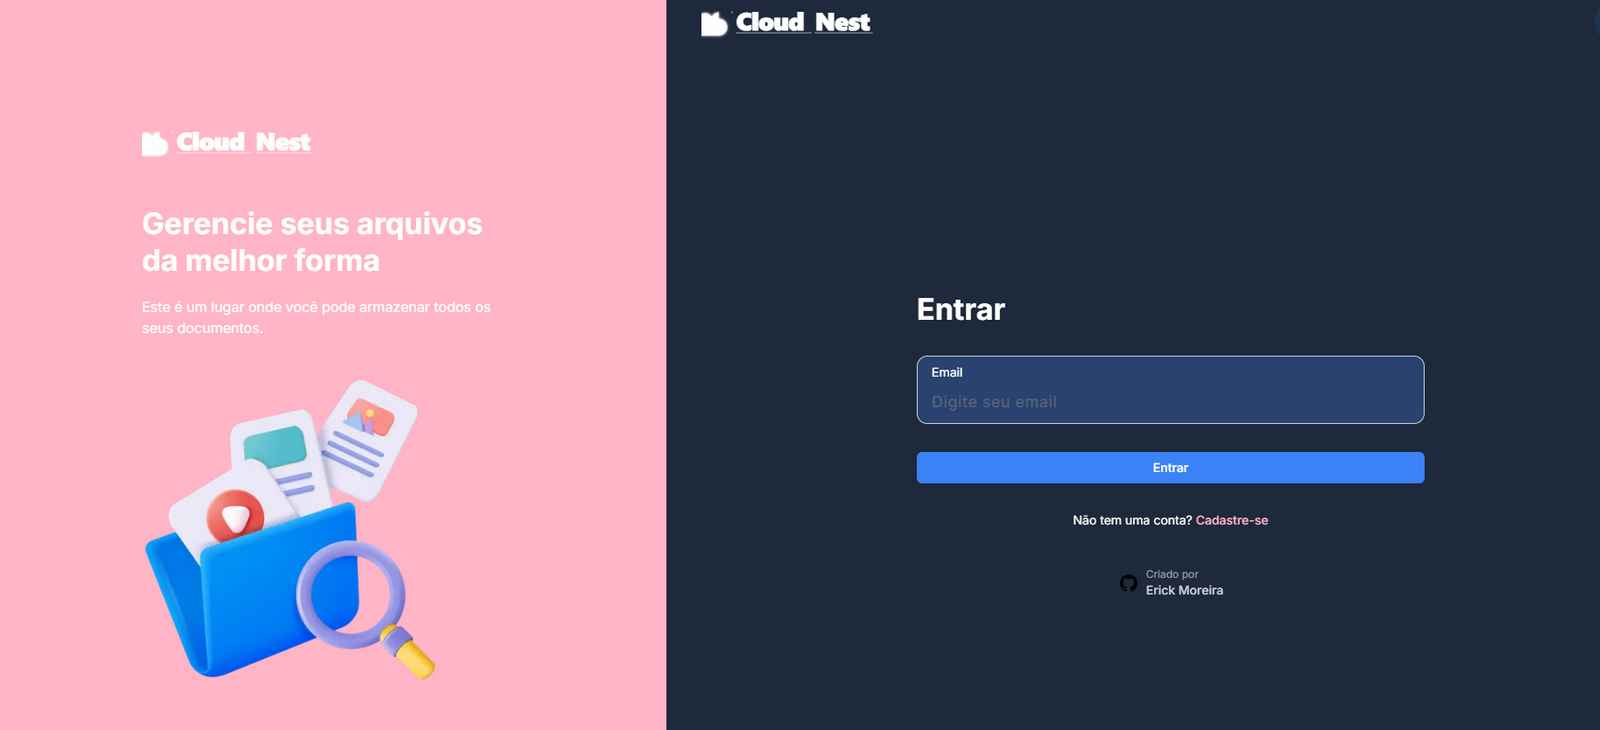 Cloud Nest
Gerencie seus arquivos
da melhor forma
Este é um lugar onde você pode armazenar todos os
seus documentos.
Cloud Nest
Entrar
Email
Digite seu email
Entrar
Não tem uma conta? Cadastre-se
Criado por
Erick Moreira